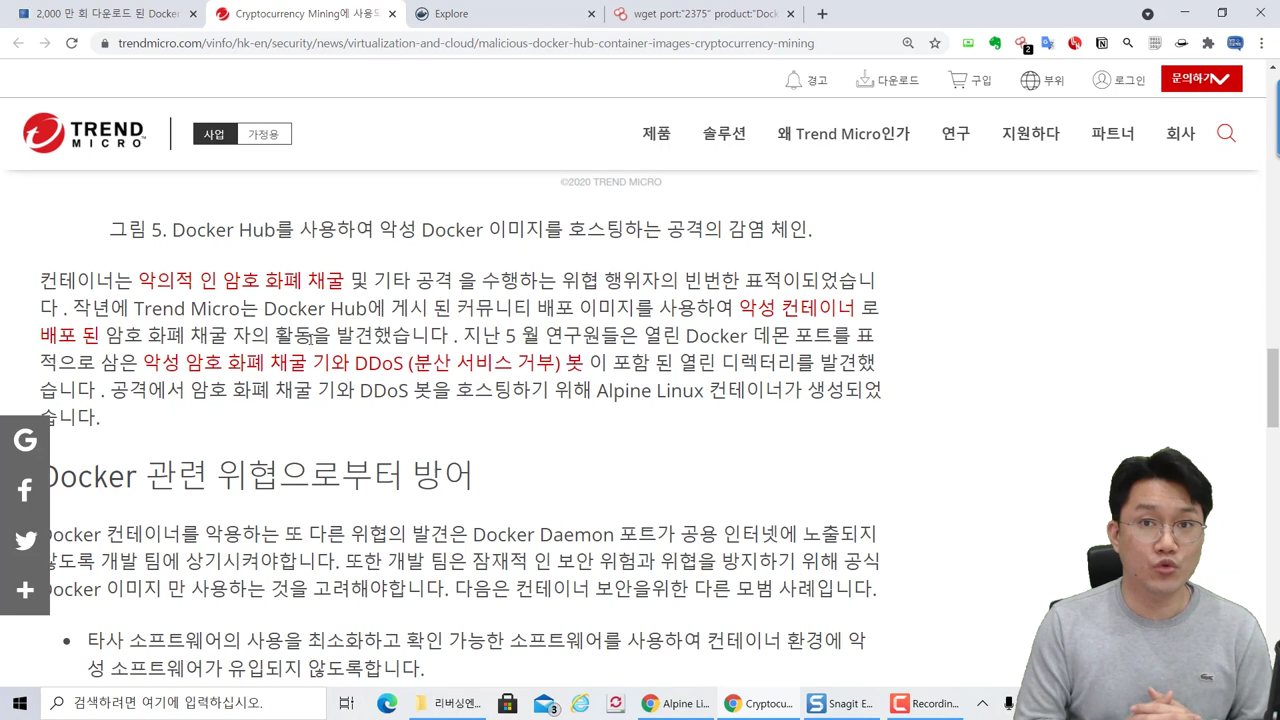 2,000 만 회 다운로드 된 Docker
Cryptocurrency Mining에 사용되
Explore
wget port:"2375" product:"Doc
trendmicro.com/vinfo/hk-en/security/news/virtualization-and-cloud/malicious-docker-hub-container-images-cryptocurrency-mining
2
경고
다운로드
구입
부위
로그인
문의하기
TREND
MICRO
사업
가정용
제품
솔루션
왜 Trend Micro인가
연구
지원하다
파트너
회사
©2020 TREND MICRO
그림 5. Docker Hub를 사용하여 악성 Docker 이미지를 호스팅하는 공격의 감염 체인.
컨테이너는 악의적 인 암호 화폐 채굴 및 기타 공격 을 수행하는 위협 행위자의 빈번한 표적이되었습니
다 . 작년에 Trend Micro는 Docker Hub에 게시 된 커뮤니티 배포 이미지를 사용하여 악성 컨테이너 로
배포 된 암호 화폐 채굴 자의 활동을 발견했습니다 . 지난 5 월 연구원들은 열린 Docker 데몬 포트를 표
적으로 삼은 악성 암호 화폐 채굴 기와 DDoS (분산 서비스 거부) 봇 이 포함 된 열린 디렉터리를 발견했
습니다 . 공격에서 암호 화폐 채굴 기와 DDoS 봇을 호스팅하기 위해 Alpine Linux 컨테이너가 생성되었
습니다.
Docker 관련 위협으로부터 방어
Docker 컨테이너를 악용하는 또 다른 위협의 발견은 Docker Daemon 포트가 공용 인터넷에 노출되지
않도록 개발 팀에 상기시켜야합니다. 또한 개발 팀은 잠재적 인 보안 위험과 위협을 방지하기 위해 공식
Docker 이미지 만 사용하는 것을 고려해야합니다. 다음은 컨테이너 보안을위한 다른 모범 사례입니다.
• 타사 소프트웨어의 사용을 최소화하고 확인 가능한 소프트웨어를 사용하여 컨테이너 환경에 악
성 소프트웨어가 유입되지 않도록합니다.
검색하려면 여기에 입력하십시오.
리버싱엔...
3
Alpine Li...
Cryptocu...
Snagit E...
Recordin...